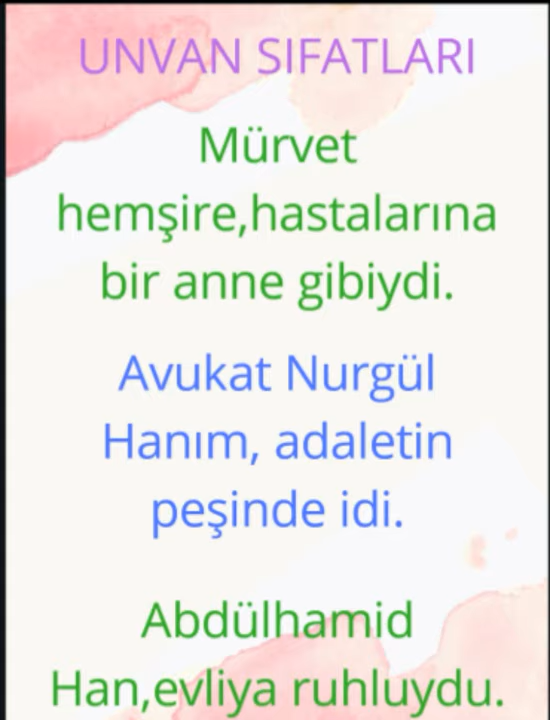 UNVAN SIFATLARI
Mürvet
hemşire,hastalarına
bir anne gibiydi.
Avukat Nurgül
Hanım, adaletin
peşinde idi.
Abdülhamid
Han,evliya ruhluydu.